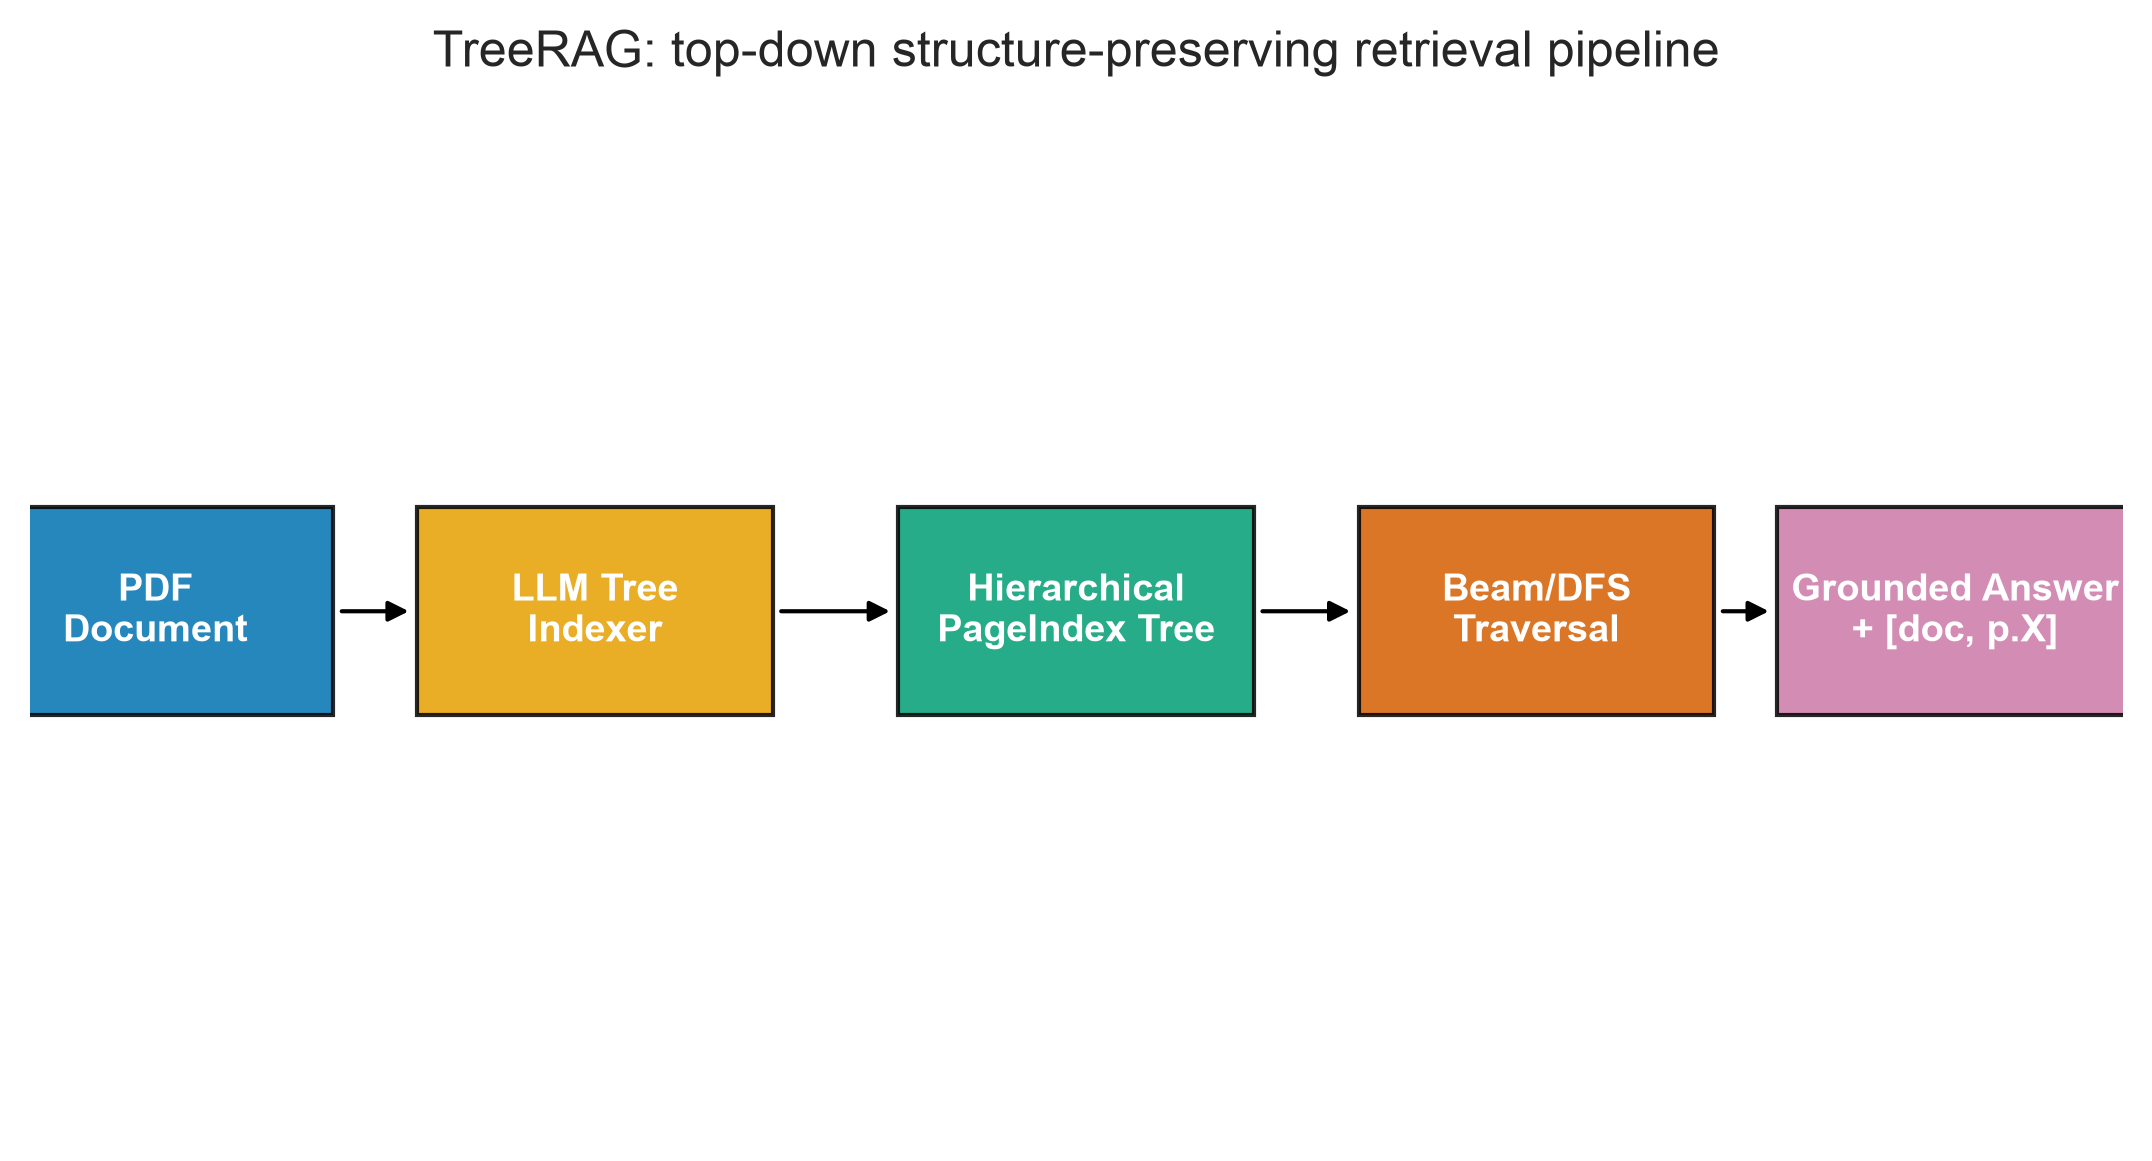 TreeRAG: top-down structure-preserving retrieval pipeline
PDF
Document
LLM Tree
Indexer
Hierarchical
PageIndex Tree
Beam/DFS
Traversal
Grounded Answer
+ [doc, p.X]